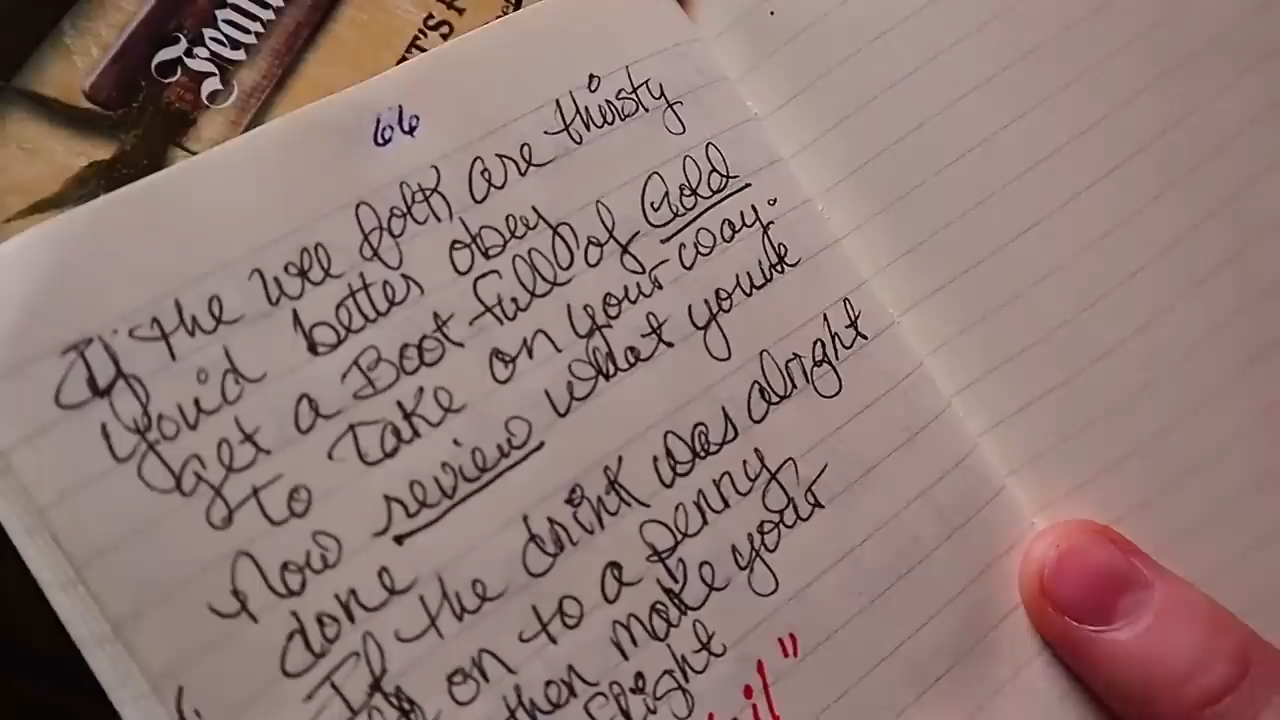 66
If the wee folk are thirsty
You'd better obey
get a Boot full of Gold
to take on your way.
Now review what you've
done
If the drink was alright
on to a penny
then make your
"